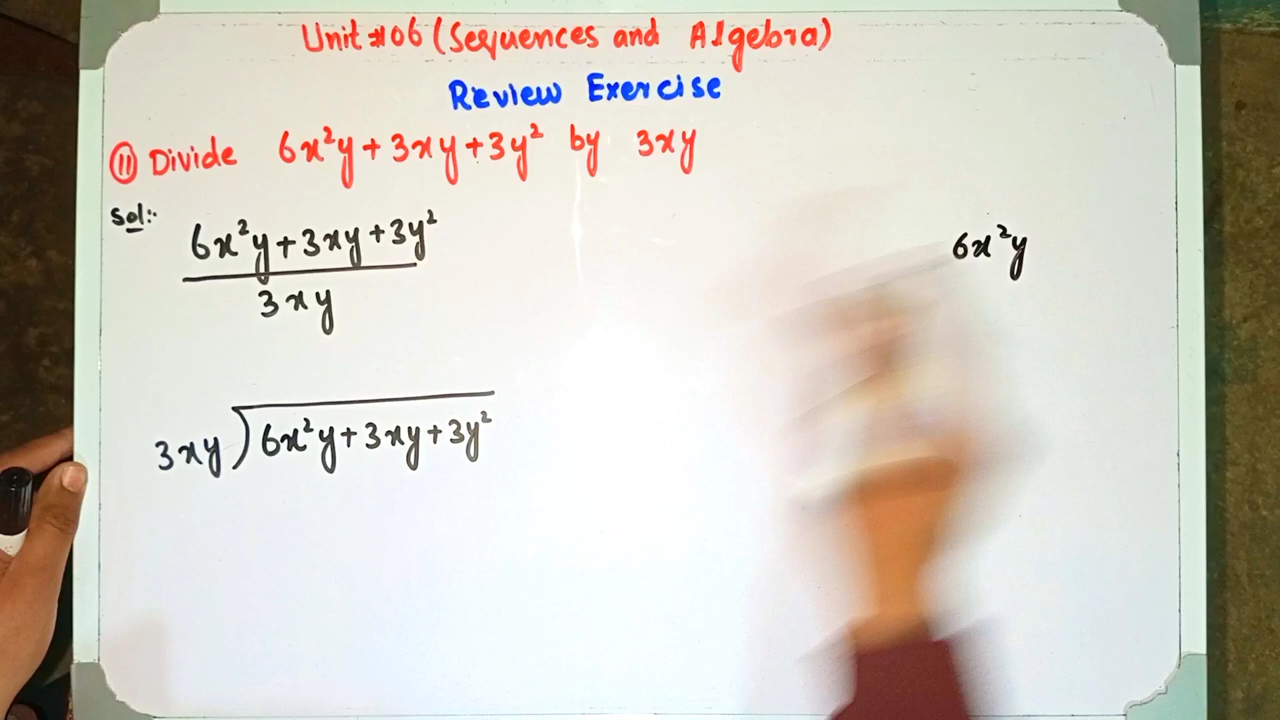 Unit # 06 (Sequences and Algebra)
Review Exercise
⑪ Divide 6x²y + 3xy + 3y² by 3xy
Sol:-
6x²y + 3xy + 3y²
3xy
6x²y
3xy ) 6x²y + 3xy + 3y²